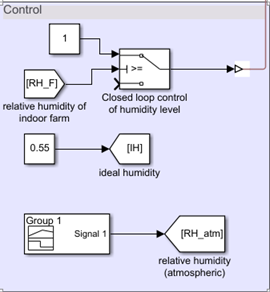 Control
1
[RH_F]
>=
relative humidity of
indoor farm
Closed loop control
of humidity level
0.55
[IH]
ideal humidity
Group 1
Signal 1
[RH_atm]
relative humidity
(atmospheric)